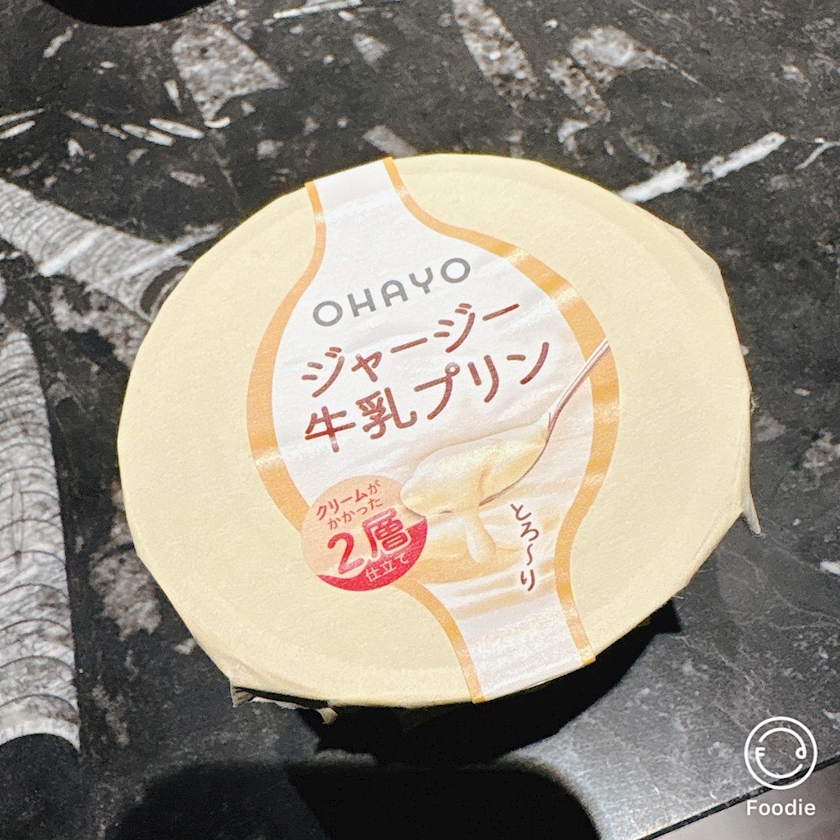 OHAYO
ジャージー
牛乳プリン
クリームが
かかった
2層
仕立て
とろ〜り
F d
Foodie